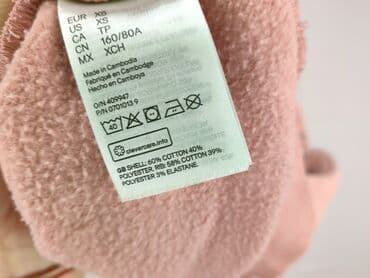 EUR XS
US XS
CA TP
CN 160/80A
MX XCH
Made in Cambodia
Fabriqué en Cambodge
Hecho en Camboya
O/N 409947
P/N 0701013 9
40
clevercare.info
GB SHELL: 60% COTTON 40%
POLYESTER. RIB: 58% COTTON 39%
POLYESTER 3% ELASTANE.